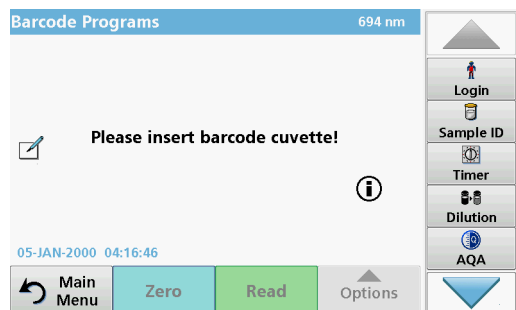 Barcode Programs 694 nm
Please insert barcode cuvette!
05-JAN-2000 04:16:46
Main Menu
Zero
Read
Options
Login
Sample ID
Timer
Dilution
AQA